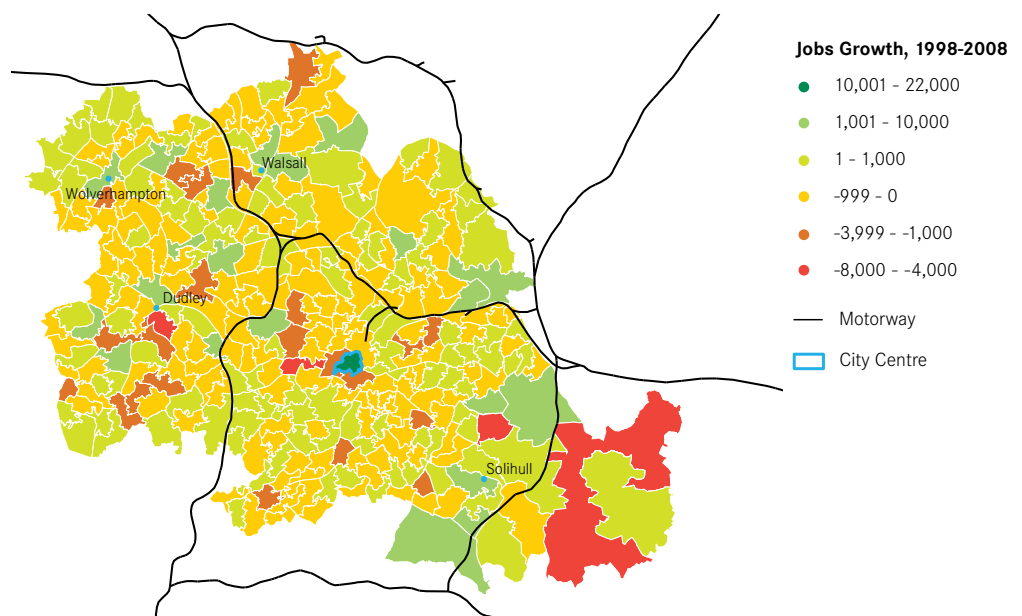 Jobs Growth, 1998-2008
10,001 - 22,000
1,001 - 10,000
1 - 1,000
-999 - 0
-3,999 - -1,000
-8,000 - -4,000
Motorway
City Centre
Walsall
Wolverhampton
Dudley
Solihull